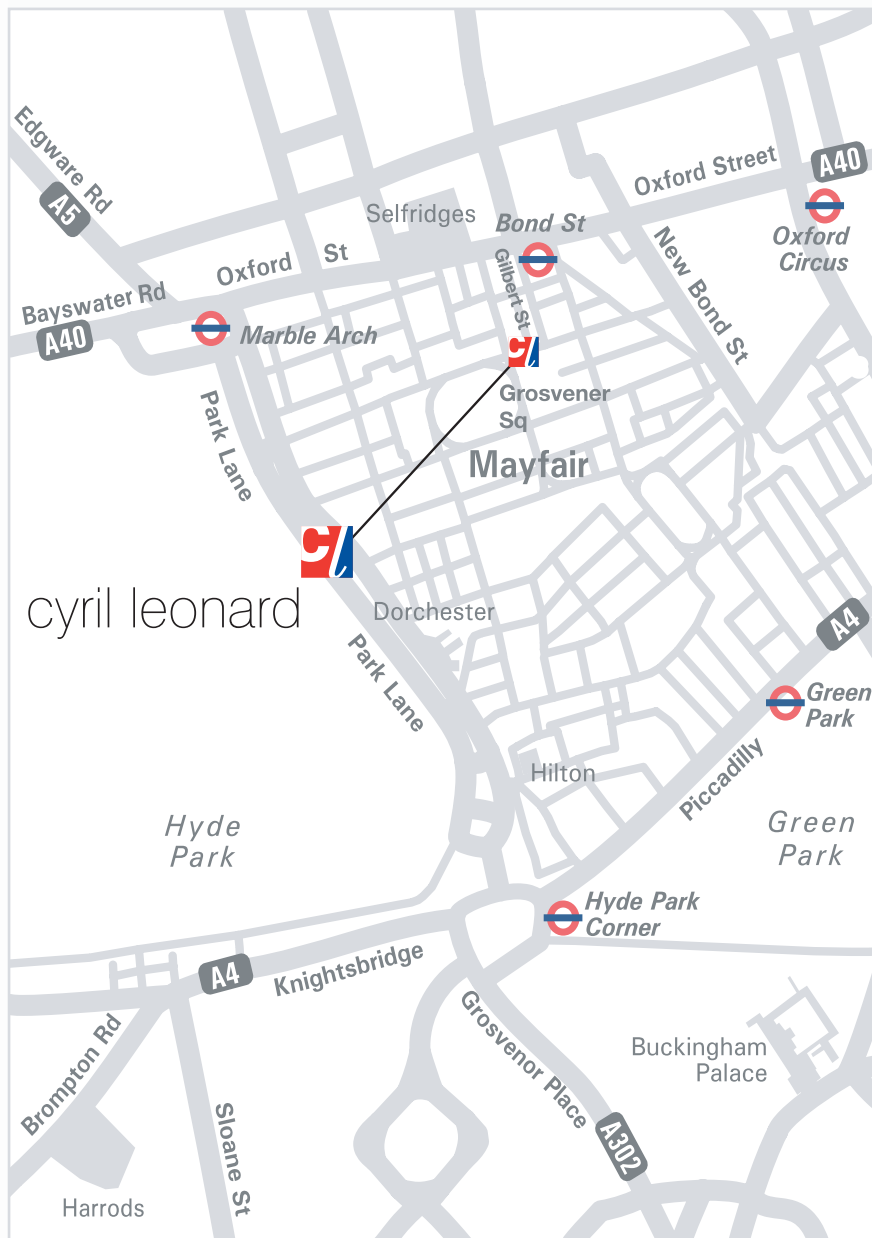 Edgware Rd
A5
Oxford Street
A40
Selfridges
Bond St
Oxford
Circus
Oxford St
Gilbert St
New Bond St
Bayswater Rd
A40
Marble Arch
cl
Grosvener
Sq
Park Lane
Mayfair
cl
cyril leonard
Dorchester
A4
Park Lane
Green
Park
Hilton
Piccadilly
Hyde
Park
Green
Park
Hyde Park
Corner
A4
Knightsbridge
Grosvenor Place
Brompton Rd
Buckingham
Palace
Sloane St
A302
Harrods